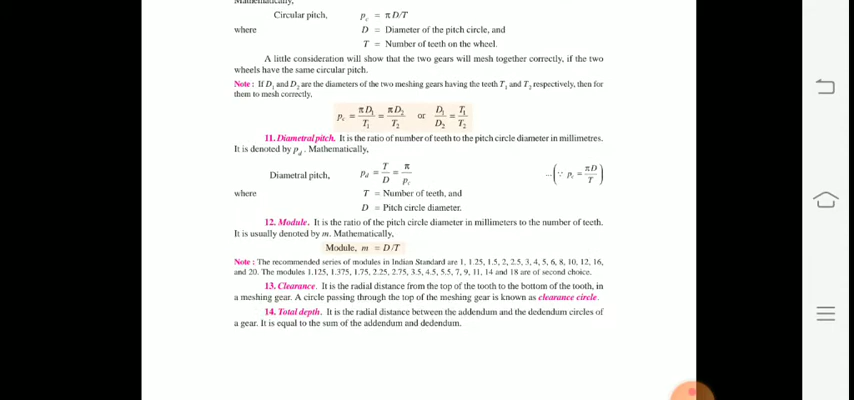 Mathematically,
Circular pitch, p_c = π D/T
where D = Diameter of the pitch circle, and
T = Number of teeth on the wheel.
A little consideration will show that the two gears will mesh together correctly, if the two
wheels have the same circular pitch.
Note : If D₁ and D₂ are the diameters of the two meshing gears having the teeth T₁ and T₂ respectively, then for
them to mesh correctly,
p_c = π D₁/T₁ = π D₂/T₂ or D₁/D₂ = T₁/T₂
11. Diametral pitch. It is the ratio of number of teeth to the pitch circle diameter in millimetres.
It is denoted by p_d . Mathematically,
Diametral pitch, p_d = T/D = π/p_c ...(∵ p_c = πD/T)
where T = Number of teeth, and
D = Pitch circle diameter.
12. Module. It is the ratio of the pitch circle diameter in millimeters to the number of teeth.
It is usually denoted by m. Mathematically,
Module, m = D/T
Note : The recommended series of modules in Indian Standard are 1, 1.25, 1.5, 2, 2.5, 3, 4, 5, 6, 8, 10, 12, 16,
and 20. The modules 1.125, 1.375, 1.75, 2.25, 2.75, 3.5, 4.5, 5.5, 7, 9, 11, 14 and 18 are of second choice.
13. Clearance. It is the radial distance from the top of the tooth to the bottom of the tooth, in
a meshing gear. A circle passing through the top of the meshing gear is known as clearance circle.
14. Total depth. It is the radial distance between the addendum and the dedendum circles of
a gear. It is equal to the sum of the addendum and dedendum.